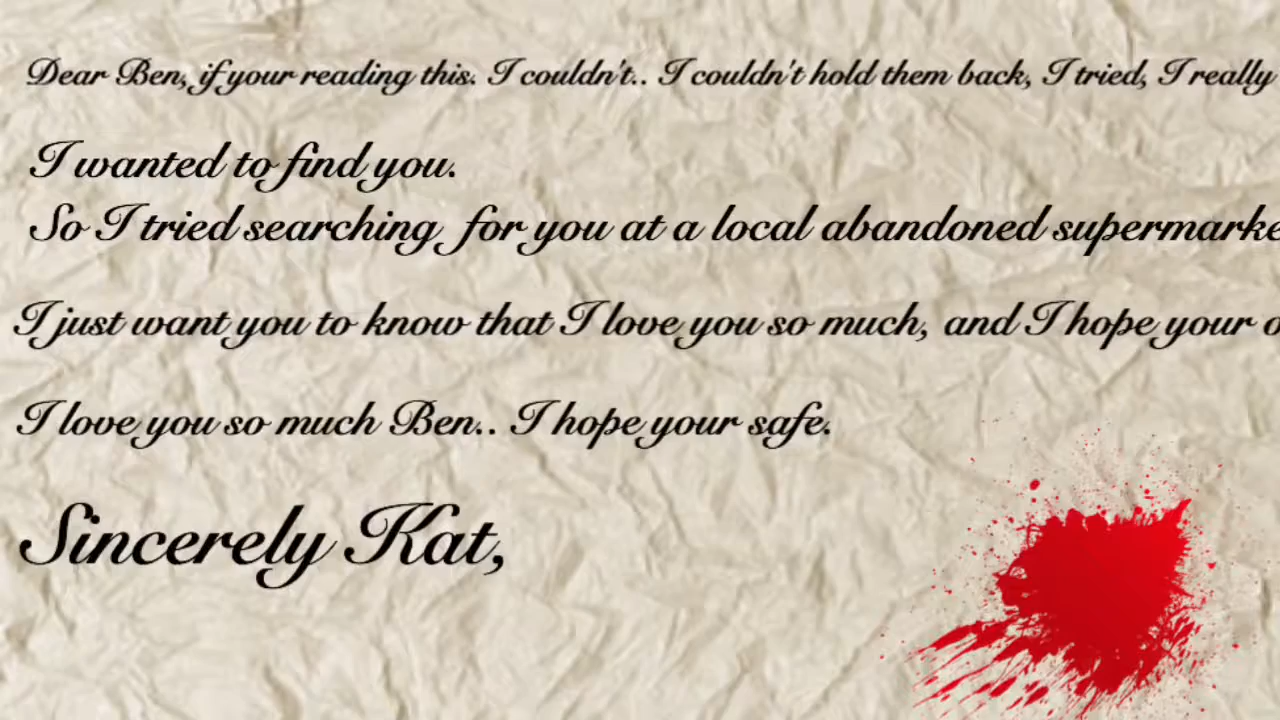 Dear Ben, if your reading this. I couldn't.. I couldn't hold them back, I tried, I really
I wanted to find you.
So I tried searching for you at a local abandoned supermarke
I just want you to know that I love you so much, and I hope your o
I love you so much Ben.. I hope your safe.
Sincerely Kat,